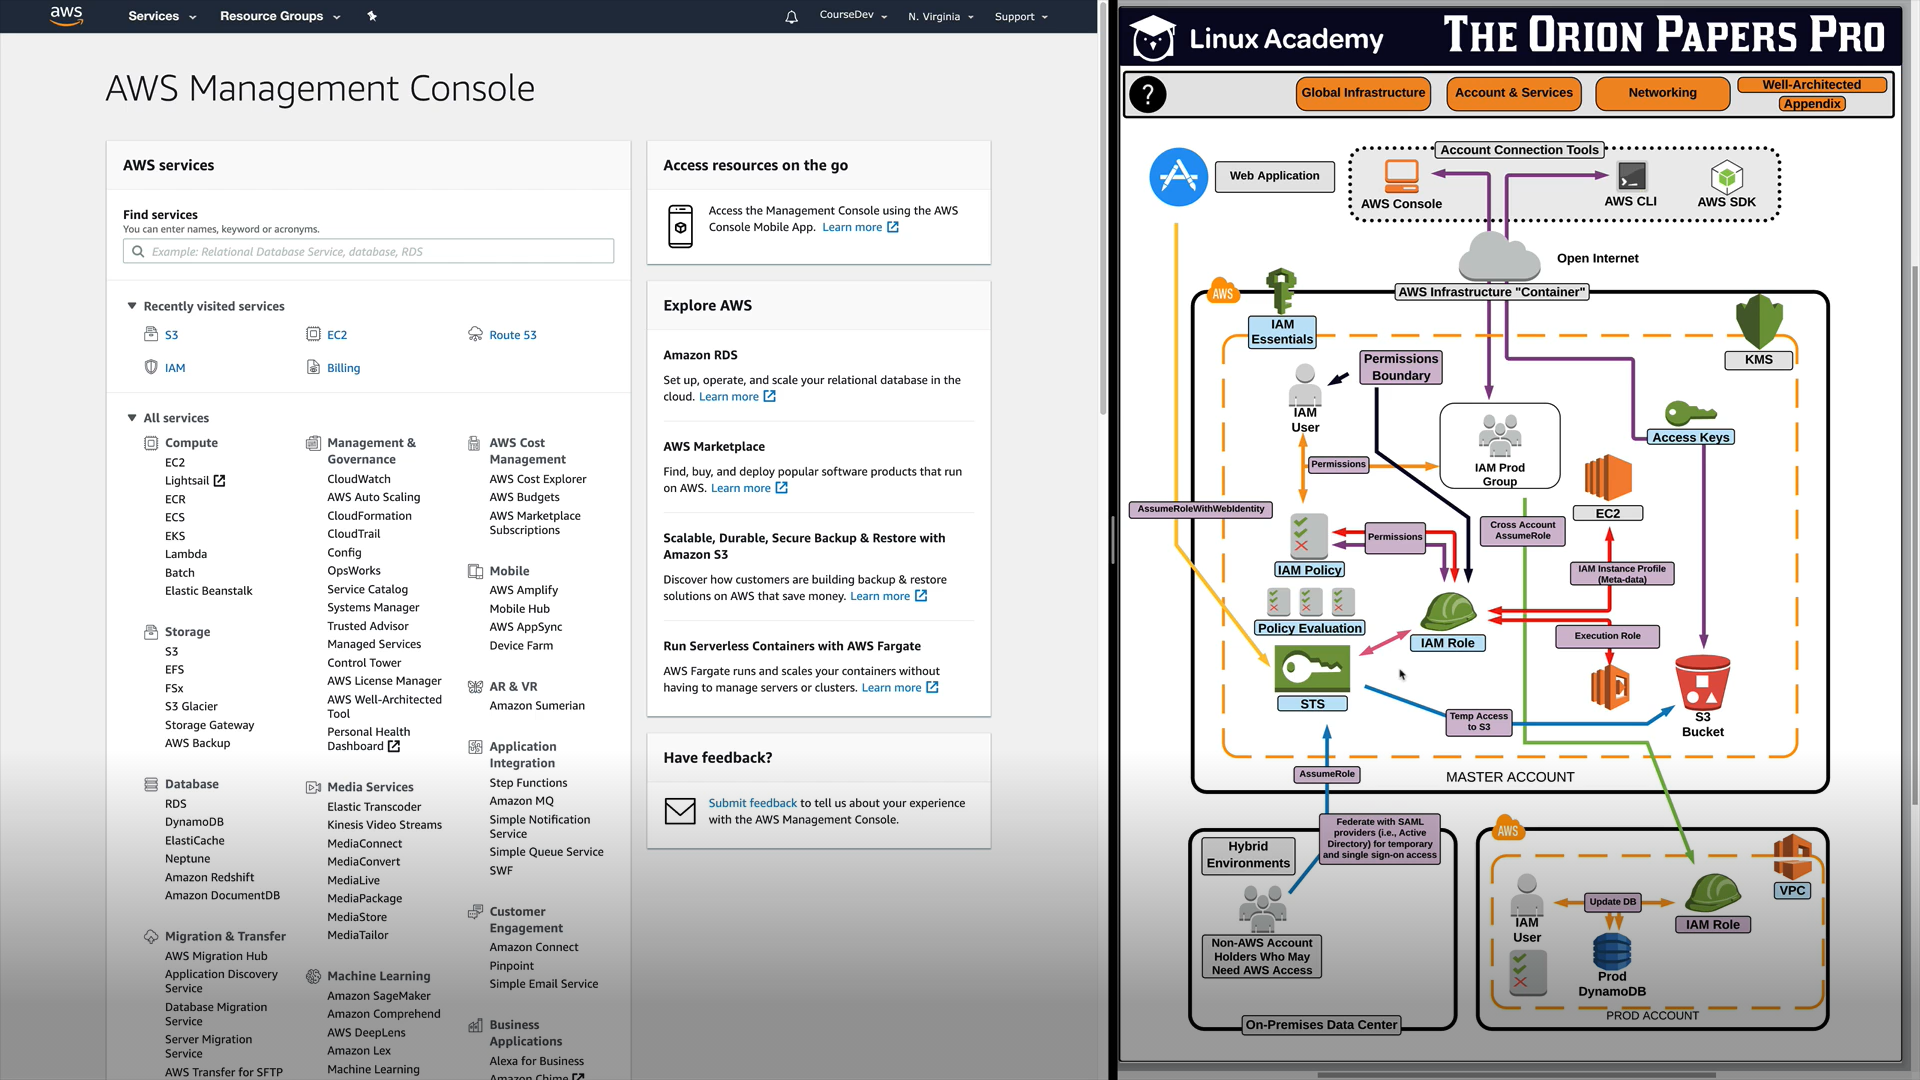 aws
Services
Resource Groups
CourseDev
N. Virginia
Support
AWS Management Console
AWS services
Find services
You can enter names, keyword or acronyms.
Example: Relational Database Service, database, RDS
Recently visited services
S3
EC2
Route 53
IAM
Billing
All services
Compute
EC2
Lightsail
ECR
ECS
EKS
Lambda
Batch
Elastic Beanstalk
Storage
S3
EFS
FSx
S3 Glacier
Storage Gateway
AWS Backup
Database
RDS
DynamoDB
ElastiCache
Neptune
Amazon Redshift
Amazon DocumentDB
Migration & Transfer
AWS Migration Hub
Application Discovery
Service
Database Migration
Service
Server Migration
Service
AWS Transfer for SFTP
Management &
Governance
CloudWatch
AWS Auto Scaling
CloudFormation
CloudTrail
Config
OpsWorks
Service Catalog
Systems Manager
Trusted Advisor
Managed Services
Control Tower
AWS License Manager
AWS Well-Architected
Tool
Personal Health
Dashboard
Media Services
Elastic Transcoder
Kinesis Video Streams
MediaConnect
MediaConvert
MediaLive
MediaPackage
MediaStore
MediaTailor
Machine Learning
Amazon SageMaker
Amazon Comprehend
AWS DeepLens
Amazon Lex
Machine Learning
AWS Cost
Management
AWS Cost Explorer
AWS Budgets
AWS Marketplace
Subscriptions
Mobile
AWS Amplify
Mobile Hub
AWS AppSync
Device Farm
AR & VR
Amazon Sumerian
Application
Integration
Step Functions
Amazon MQ
Simple Notification
Service
Simple Queue Service
SWF
Customer
Engagement
Amazon Connect
Pinpoint
Simple Email Service
Business
Applications
Alexa for Business
Amazon Chime
Access resources on the go
Access the Management Console using the AWS
Console Mobile App. Learn more
Explore AWS
Amazon RDS
Set up, operate, and scale your relational database in the
cloud. Learn more
AWS Marketplace
Find, buy, and deploy popular software products that run
on AWS. Learn more
Scalable, Durable, Secure Backup & Restore with
Amazon S3
Discover how customers are building backup & restore
solutions on AWS that save money. Learn more
Run Serverless Containers with AWS Fargate
AWS Fargate runs and scales your containers without
having to manage servers or clusters. Learn more
Have feedback?
Submit feedback to tell us about your experience
with the AWS Management Console.
Linux Academy
THE ORION PAPERS PRO
?
Global Infrastructure
Account & Services
Networking
Well-Architected
Appendix
Web Application
Account Connection Tools
AWS Console
AWS CLI
AWS SDK
Open Internet
AWS
AWS Infrastructure "Container"
IAM
Essentials
KMS
Permissions
Boundary
IAM
User
Permissions
IAM Prod
Group
Access Keys
EC2
AssumeRoleWithWebIdentity
Permissions
Cross Account
AssumeRole
IAM Policy
IAM Instance Profile
(Meta-data)
Policy Evaluation
IAM Role
Execution Role
STS
Temp Access
to S3
S3
Bucket
AssumeRole
MASTER ACCOUNT
Federate with SAML
providers (i.e., Active
Directory) for temporary
and single sign-on access
Hybrid
Environments
Non-AWS Account
Holders Who May
Need AWS Access
On-Premises Data Center
AWS
VPC
IAM
User
Update DB
IAM Role
Prod
DynamoDB
PROD ACCOUNT